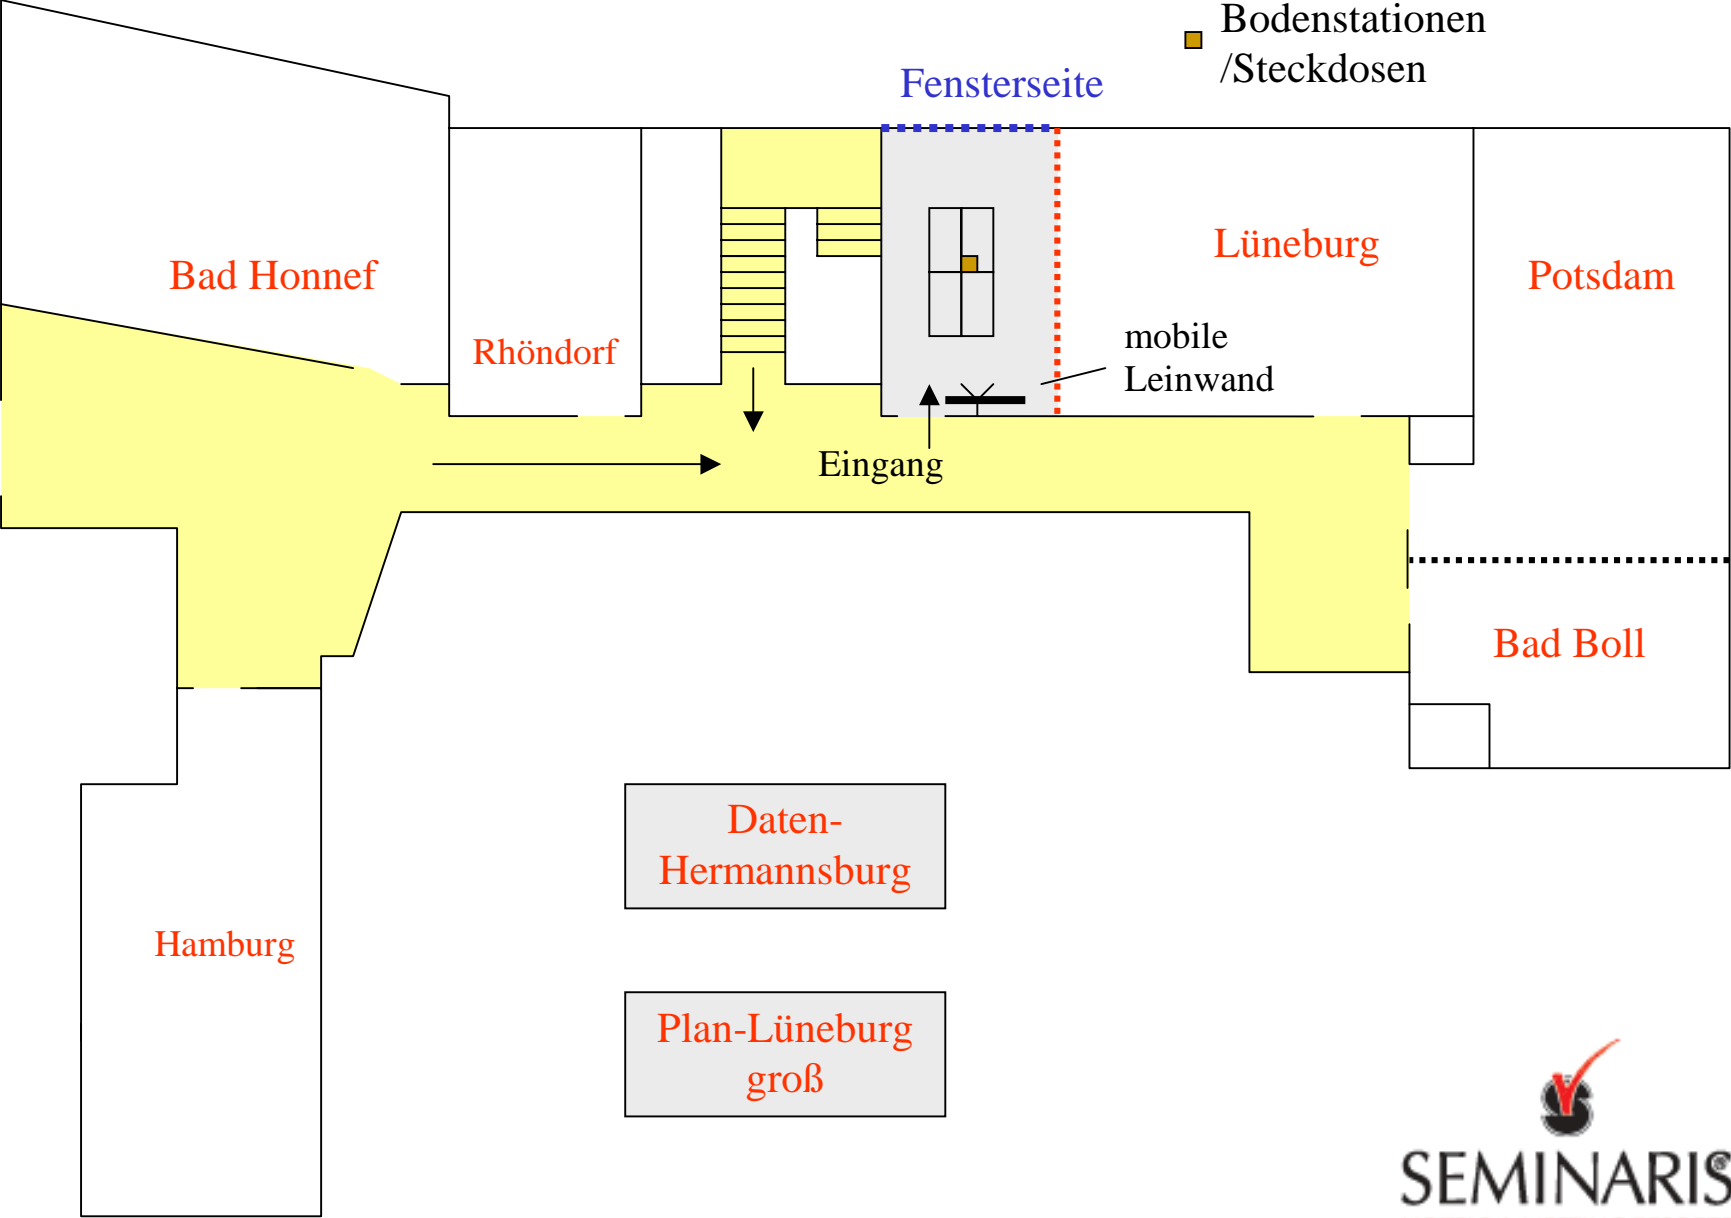 Bodenstationen
/Steckdosen
Fensterseite
Lüneburg
Bad Honnef
Potsdam
Rhöndorf
mobile
Leinwand
Eingang
Bad Boll
Daten-
Hermannsburg
Hamburg
Plan-Lüneburg
groß
SEMINARIS